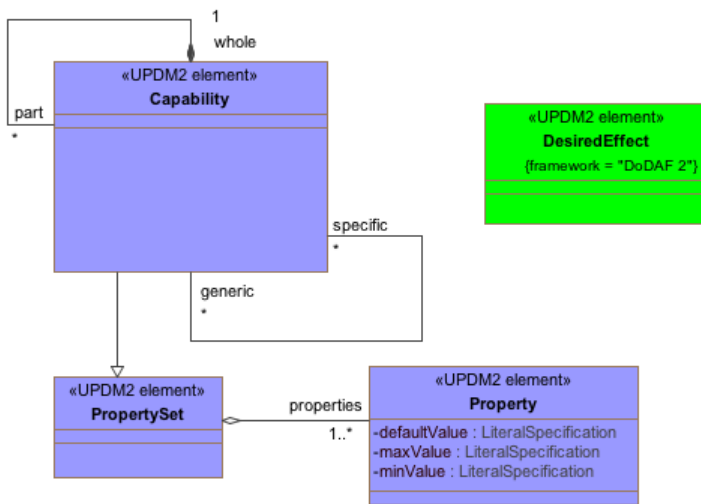 1
whole
«UPDM2 element»
Capability
part
*
«UPDM2 element»
DesiredEffect
{framework = "DoDAF 2"}
specific
*
generic
*
«UPDM2 element»
PropertySet
properties
1..*
«UPDM2 element»
Property
-defaultValue : LiteralSpecification
-maxValue : LiteralSpecification
-minValue : LiteralSpecification